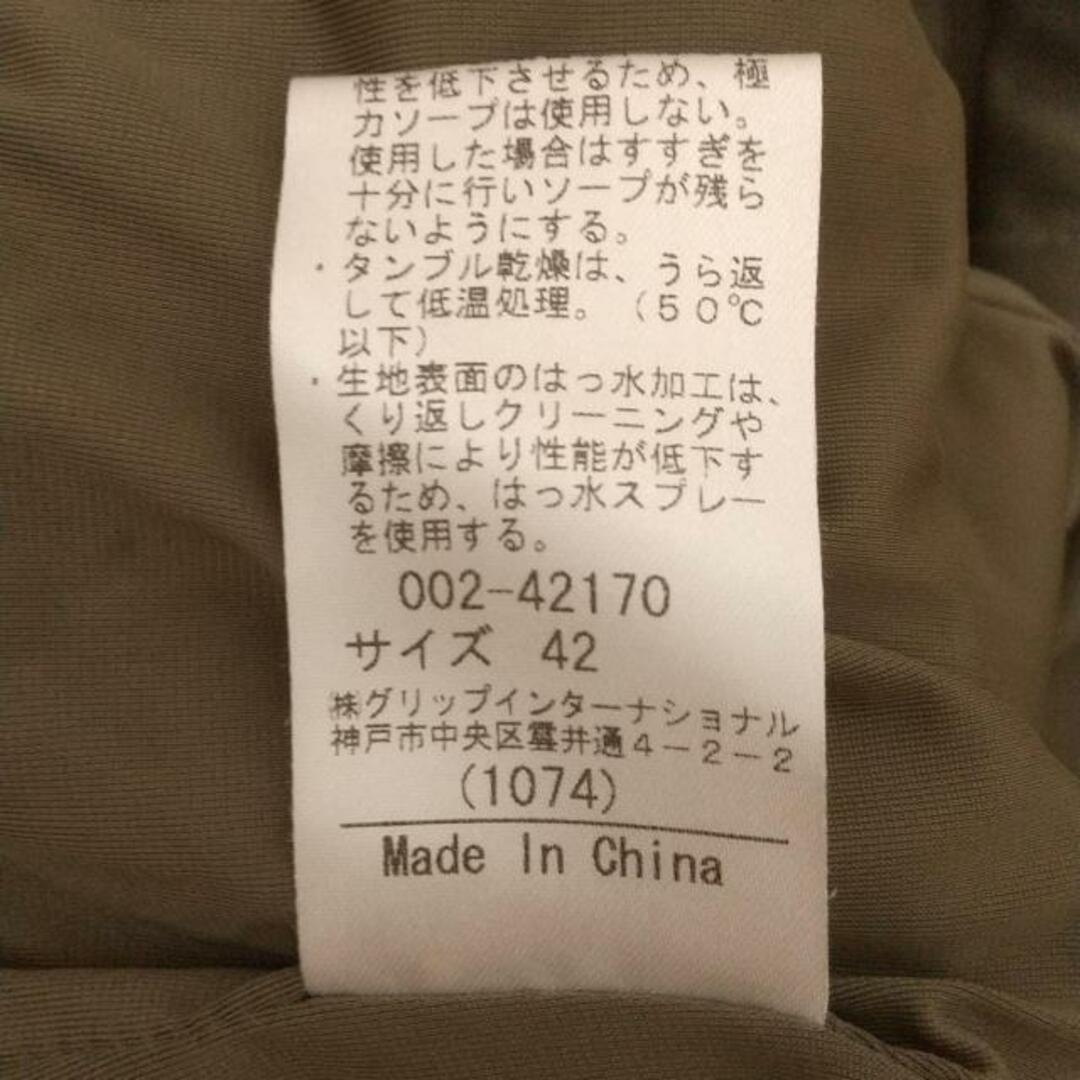 性を低下させるため、極
力ソープは使用しない。
使用した場合はすすぎを
十分に行いソープが残ら
ないようにする。
・タンブル乾燥は、うら返
して低温処理。（50℃
以下）
・生地表面のはっ水加工は、
くり返しクリーニングや
摩擦により性能が低下す
るため、はっ水スプレー
を使用する。
002-42170
サイズ 42
㈱グリップインターナショナル
神戸市中央区雲井通4－2－2
(1074)
Made In China